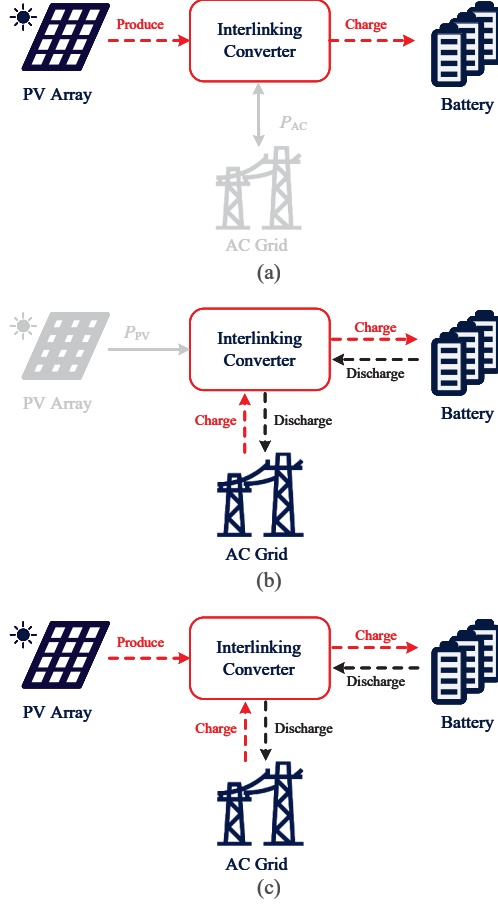 Produce
Interlinking
Converter
Charge
PV Array
Battery
P_AC
AC Grid
(a)
P_PV
Interlinking
Converter
Charge
Discharge
PV Array
Battery
Charge
Discharge
AC Grid
(b)
Produce
Interlinking
Converter
Charge
Discharge
PV Array
Battery
Charge
Discharge
AC Grid
(c)